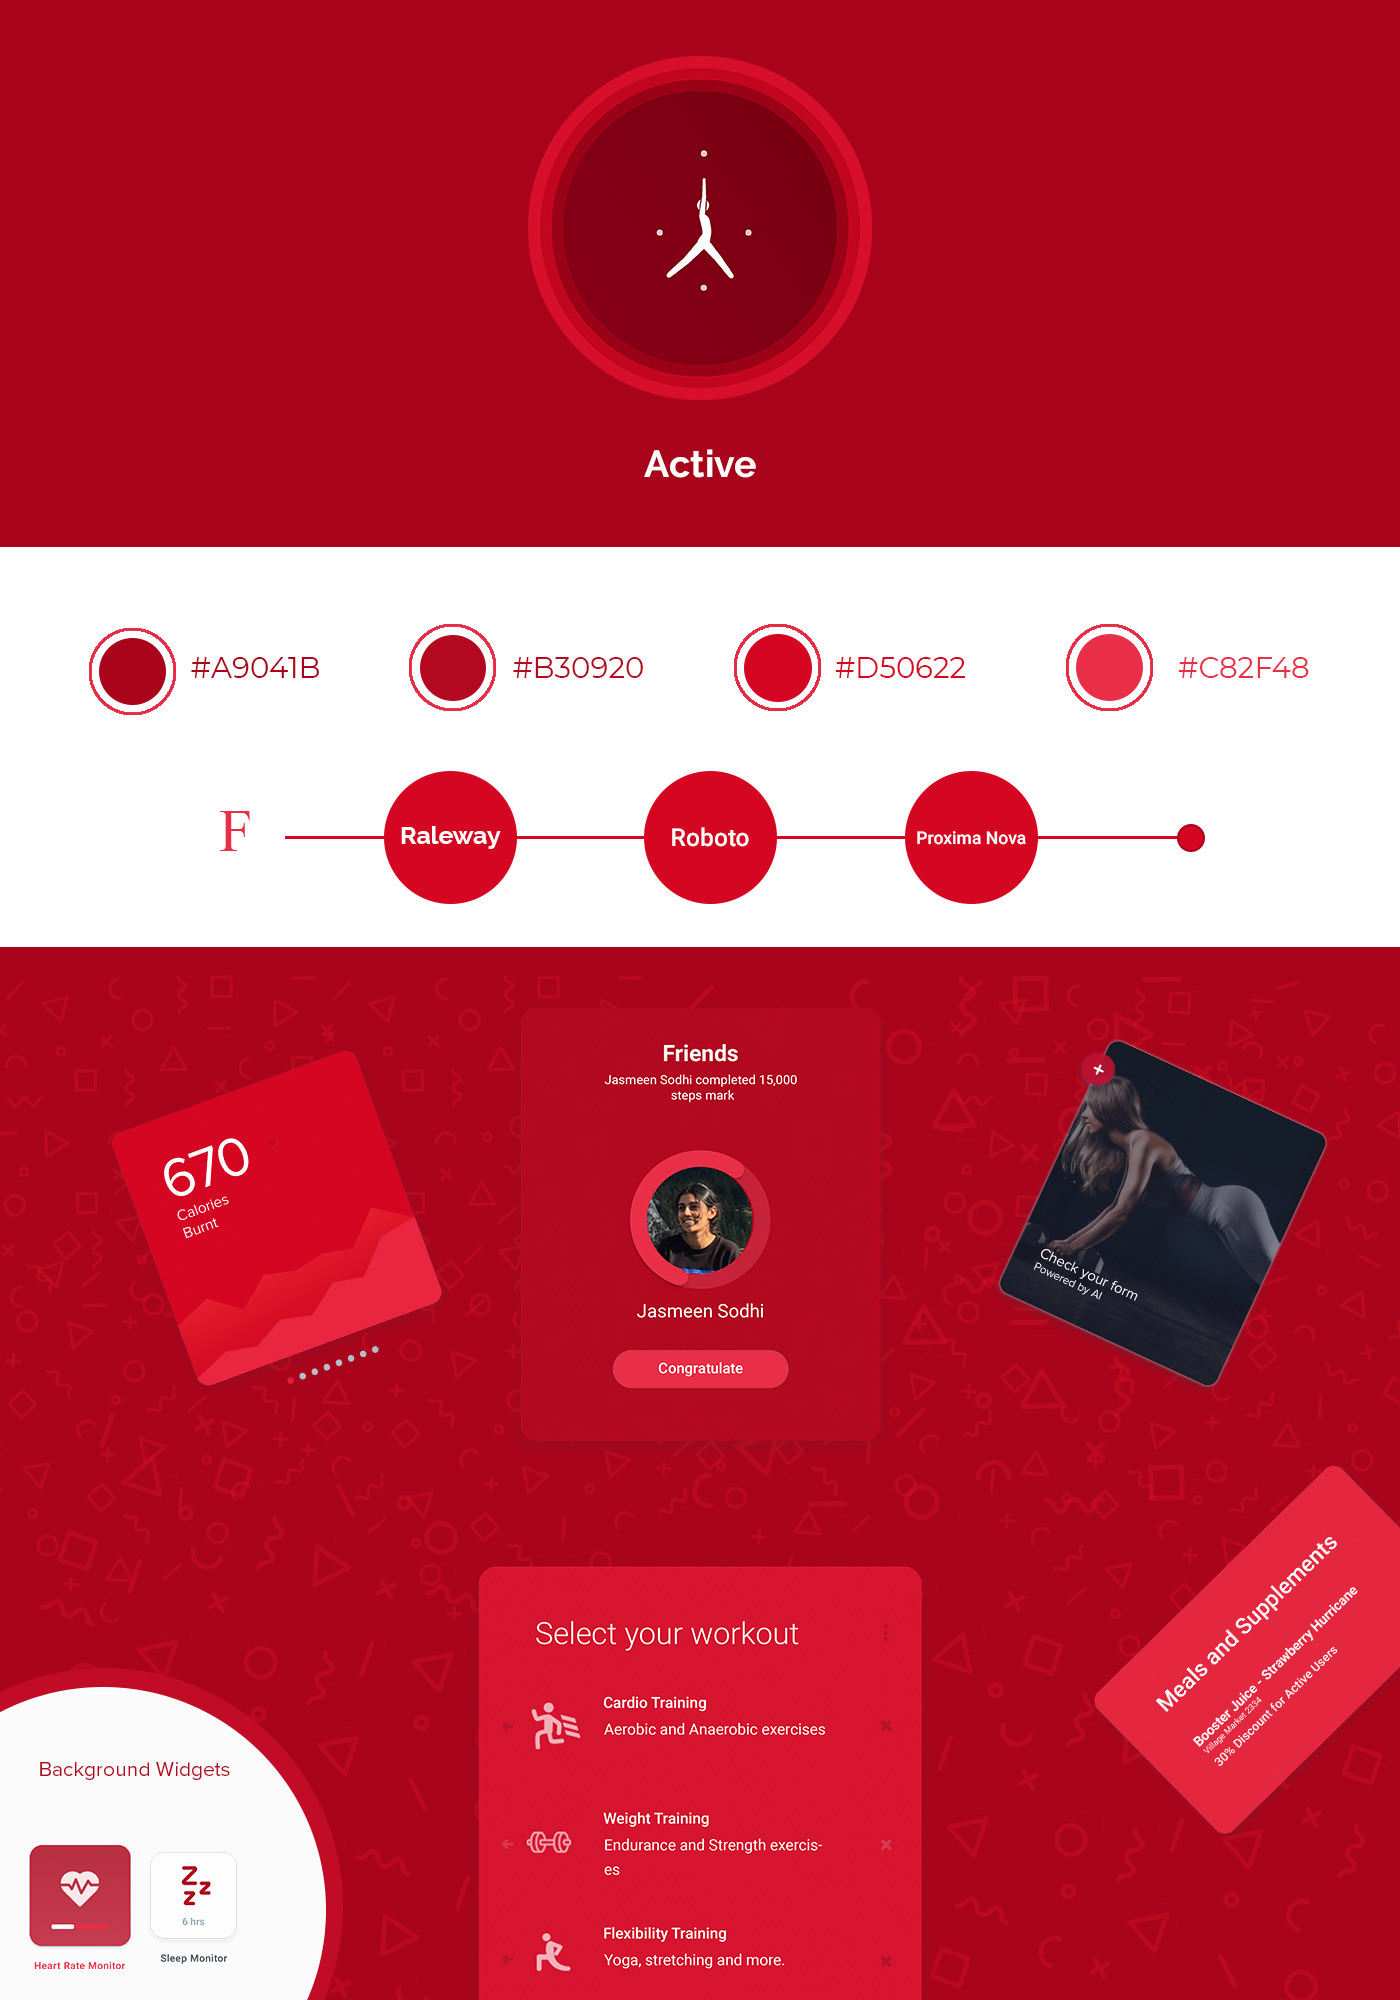 Active
#A9041B
#B30920
#D50622
#C82F48
F
Raleway
Roboto
Proxima Nova
670
Calories
Burnt
Friends
Jasmeen Sodhi completed 15,000
steps mark
Jasmeen Sodhi
Congratulate
Check your form
Powered by AI
Meals and Supplements
Booster Juice - Strawberry Hurricane
Village Market 2334
30% Discount for Active Users
Select your workout
Cardio Training
Aerobic and Anaerobic exercises
Weight Training
Endurance and Strength exercis-
es
Flexibility Training
Yoga, stretching and more.
Background Widgets
Z
z
z
6 hrs
Heart Rate Monitor
Sleep Monitor